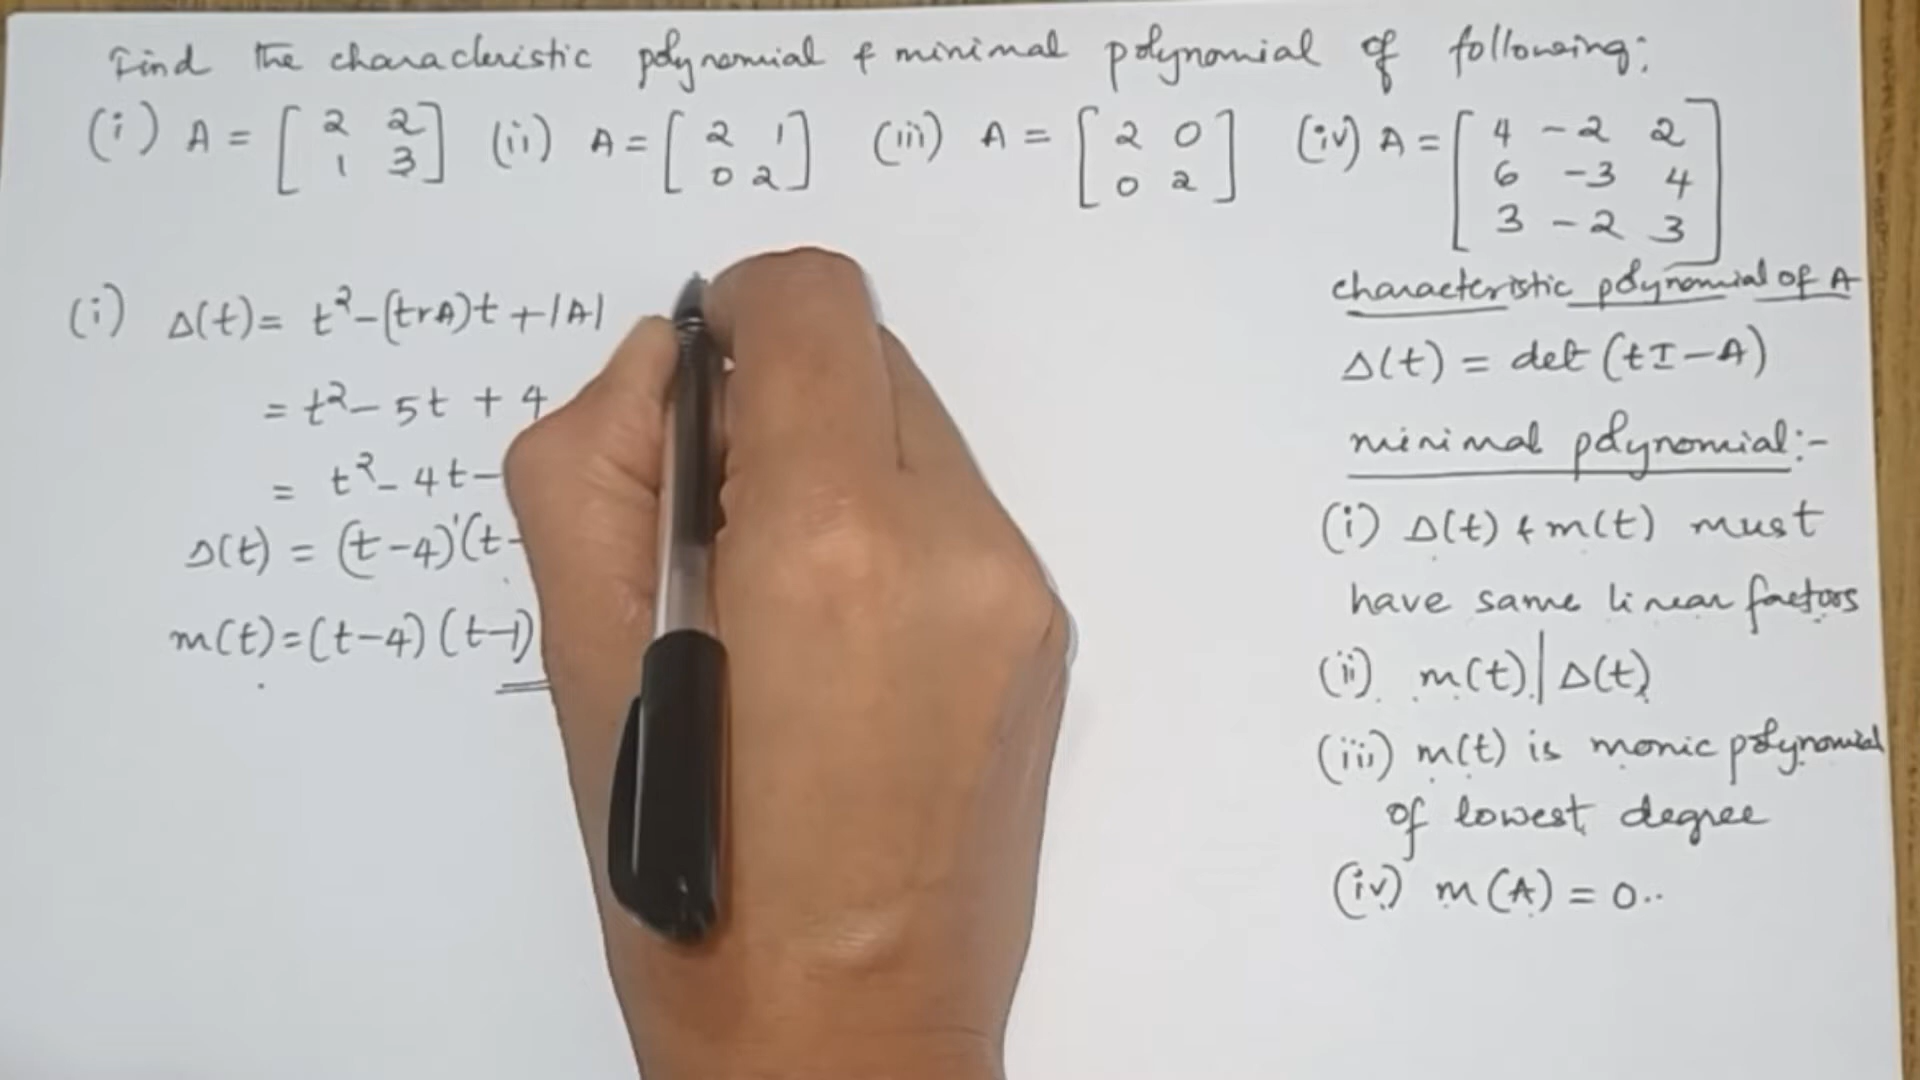 Find the characteristic polynomial & minimal polynomial of following:
(i) A = [ 2 2 (ii) A = [ 2 1 (iii) A = [ 2 0 (iv) A = [ 4 -2 2
1 3 ] 0 2 ] 0 2 ] 6 -3 4
3 -2 3 ]
(i) Δ(t) = t² - (trA)t + |A|
= t² - 5t + 4
= t² - 4t -
Δ(t) = (t-4)'(t-
m(t) = (t-4) (t-1)
characteristic polynomial of A
Δ(t) = det (tI - A)
minimal polynomial:-
(i) Δ(t) & m(t) must
have same linear factors
(ii) m(t) | Δ(t)
(iii) m(t) is monic polynomial
of lowest degree
(iv) m(A) = 0..